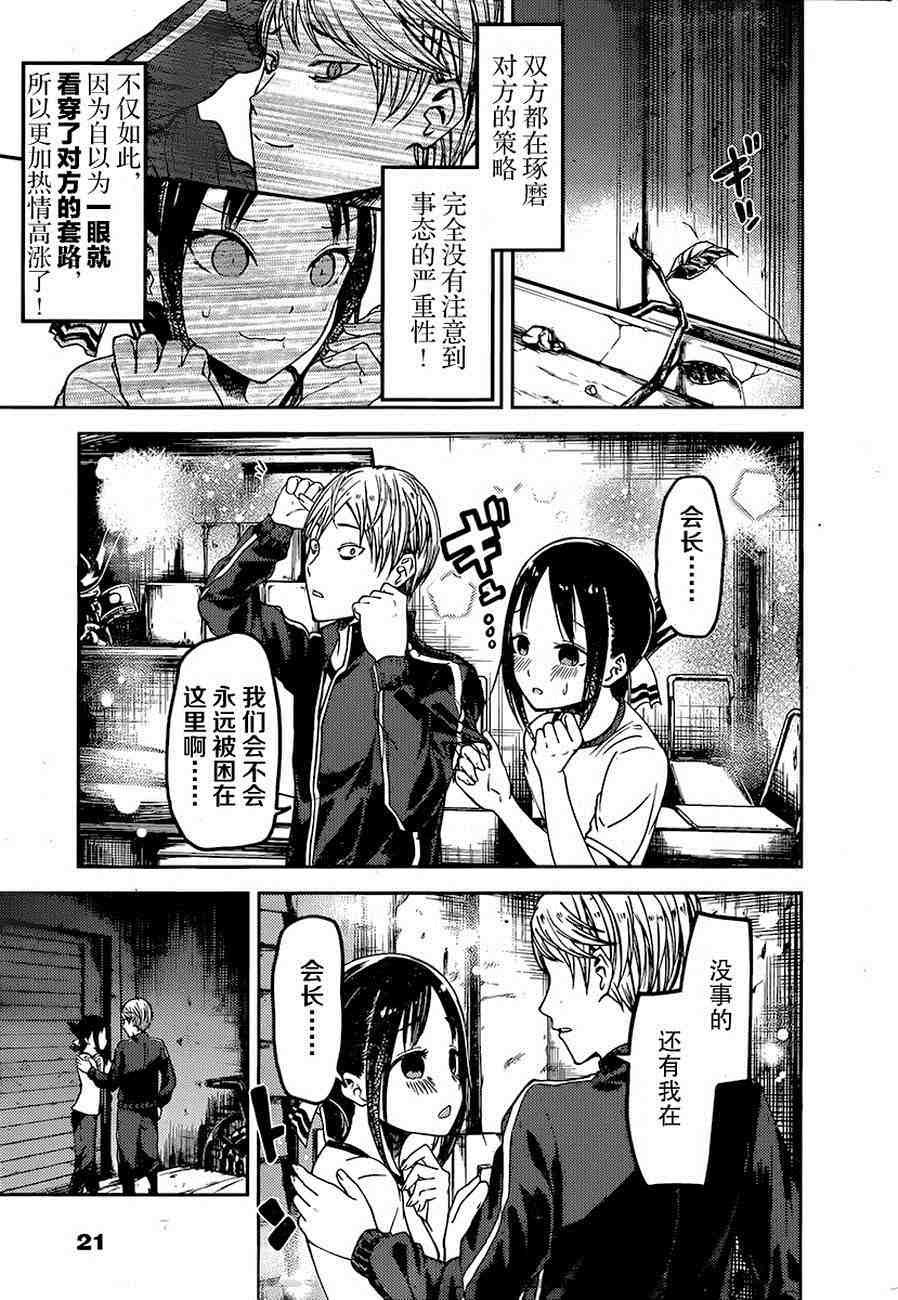 双方都在琢磨
对方的策略
完全没有注意到
事态的严重性！
不仅如此，
因为自以为一眼就
看穿了对方的套路，
所以更加热情高涨了！
会长……
ギギ…
我们会不会
永远被困在
这里啊……
没事的
还有我在
会长……
21